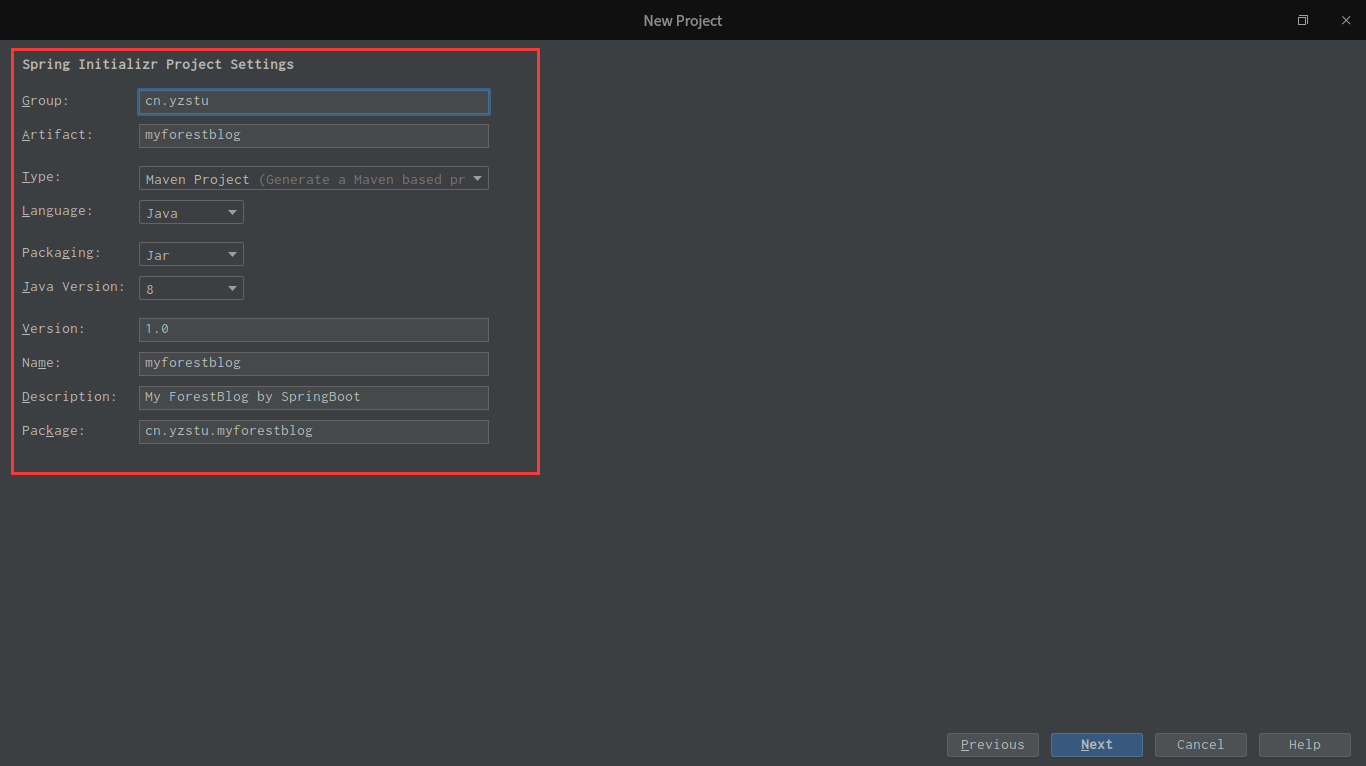 New Project
Spring Initializr Project Settings
Group: cn.yzstu
Artifact: myforestblog
Type: Maven Project (Generate a Maven based pr
Language: Java
Packaging: Jar
Java Version: 8
Version: 1.0
Name: myforestblog
Description: My ForestBlog by SpringBoot
Package: cn.yzstu.myforestblog
Previous Next Cancel Help